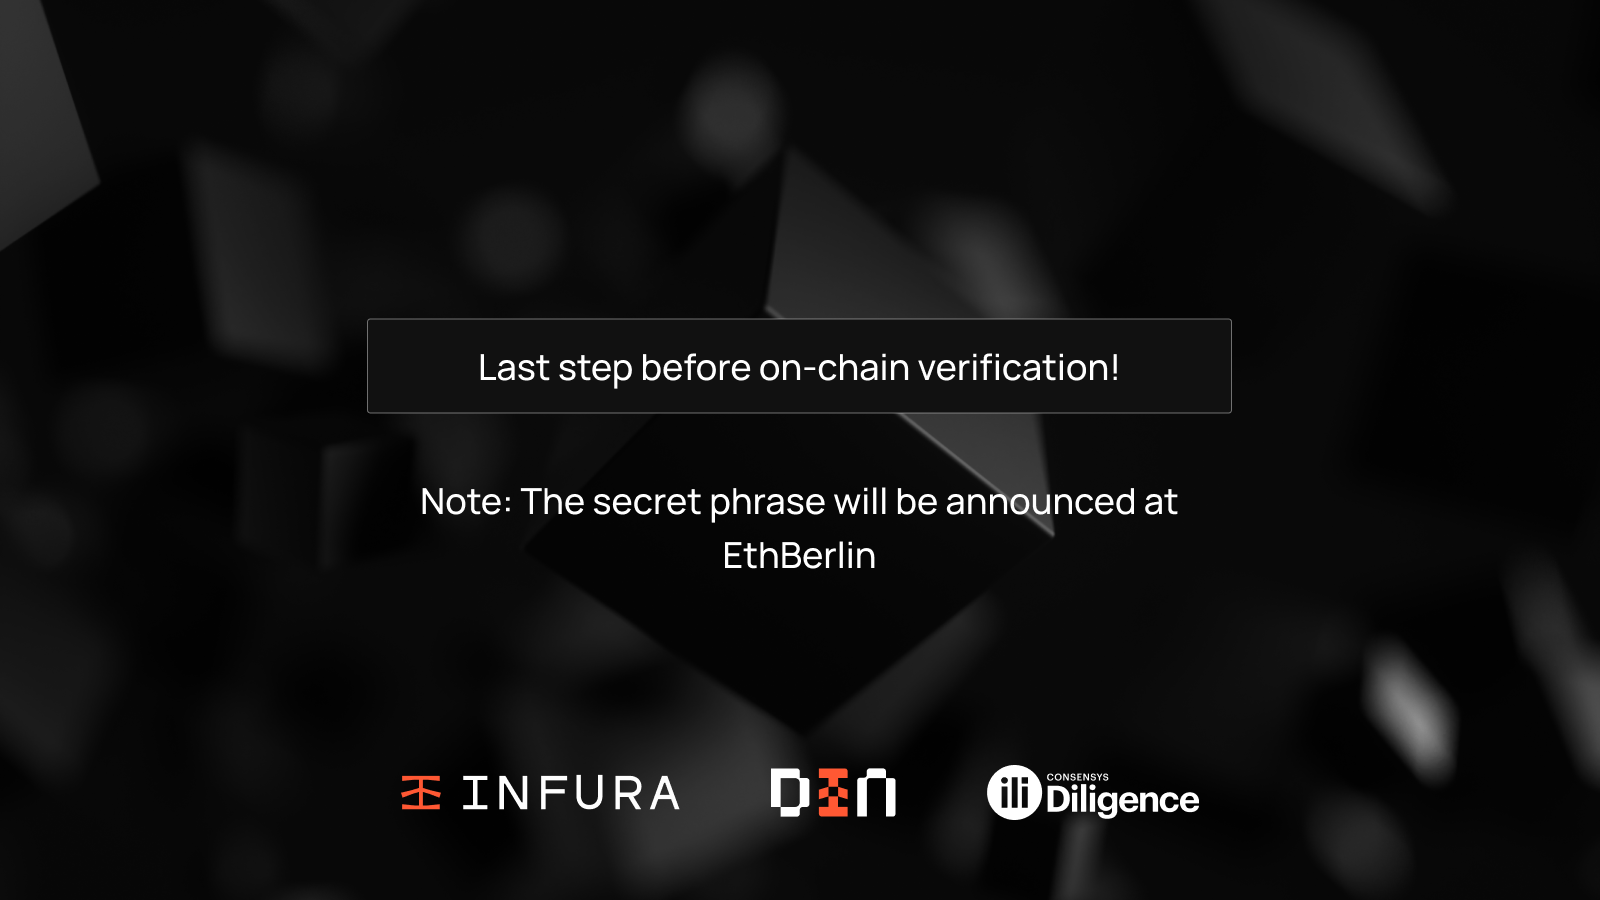 Last step before on-chain verification!
Note: The secret phrase will be announced at
EthBerlin
INFURA
DIN
CONSENSYS
Diligence